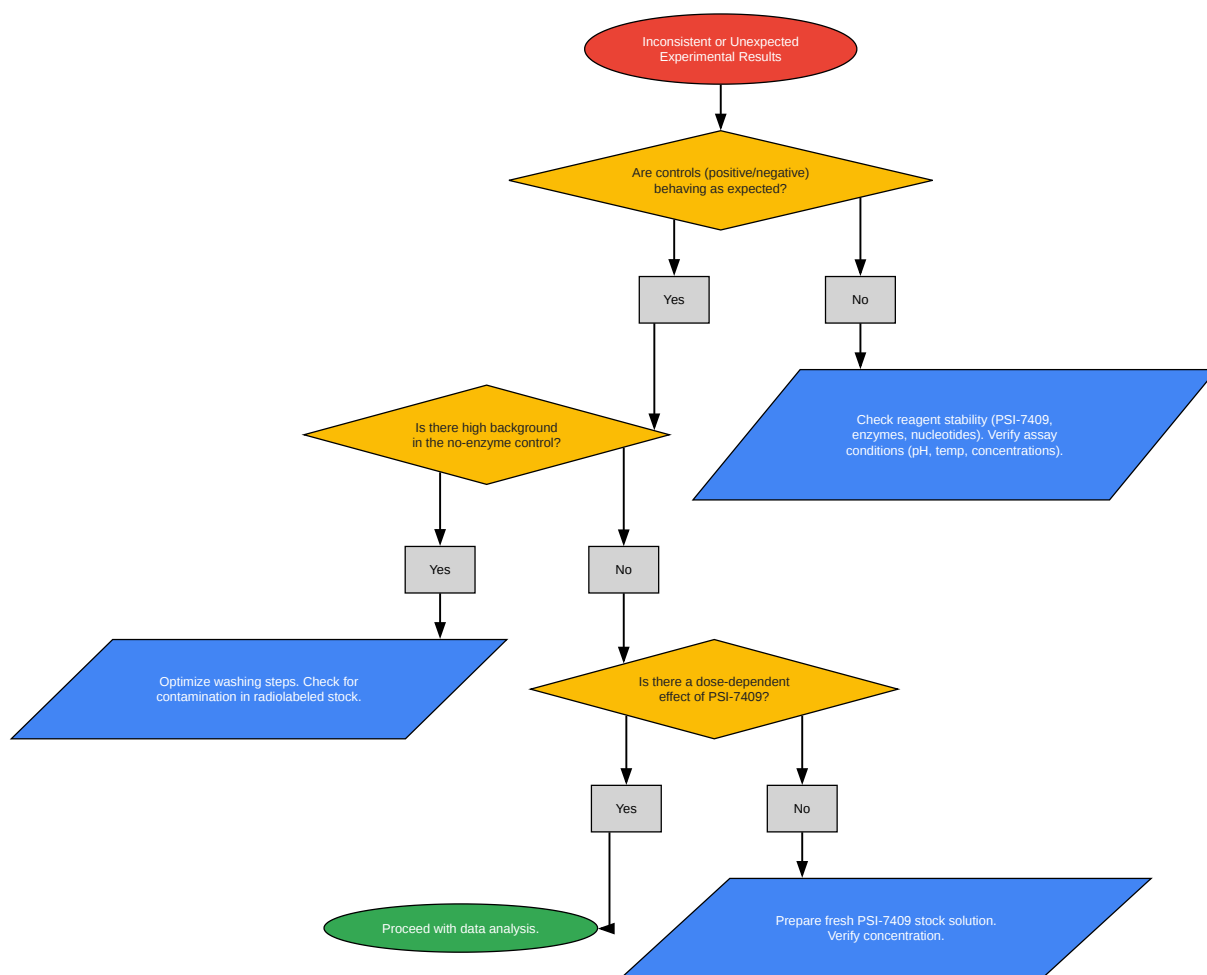 Inconsistent or Unexpected
Experimental Results
Are controls (positive/negative)
behaving as expected?
Yes
No
Is there high background
in the no-enzyme control?
Check reagent stability (PSI-7409,
enzymes, nucleotides). Verify assay
conditions (pH, temp, concentrations).
Yes
No
Optimize washing steps. Check for
contamination in radiolabeled stock.
Is there a dose-dependent
effect of PSI-7409?
Yes
No
Proceed with data analysis.
Prepare fresh PSI-7409 stock solution.
Verify concentration.